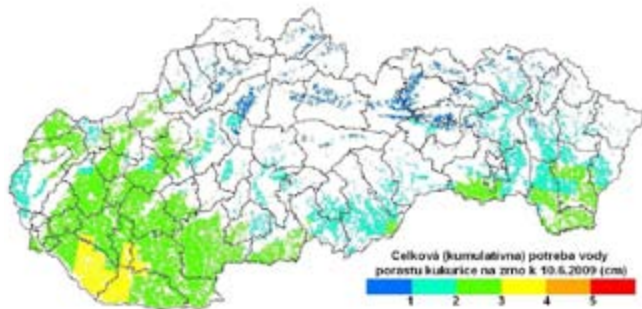 Celková (kumulatívna) potreba vody
porastu kukurice na zrno k 10.6.2009 (cm)
1 2 3 4 5